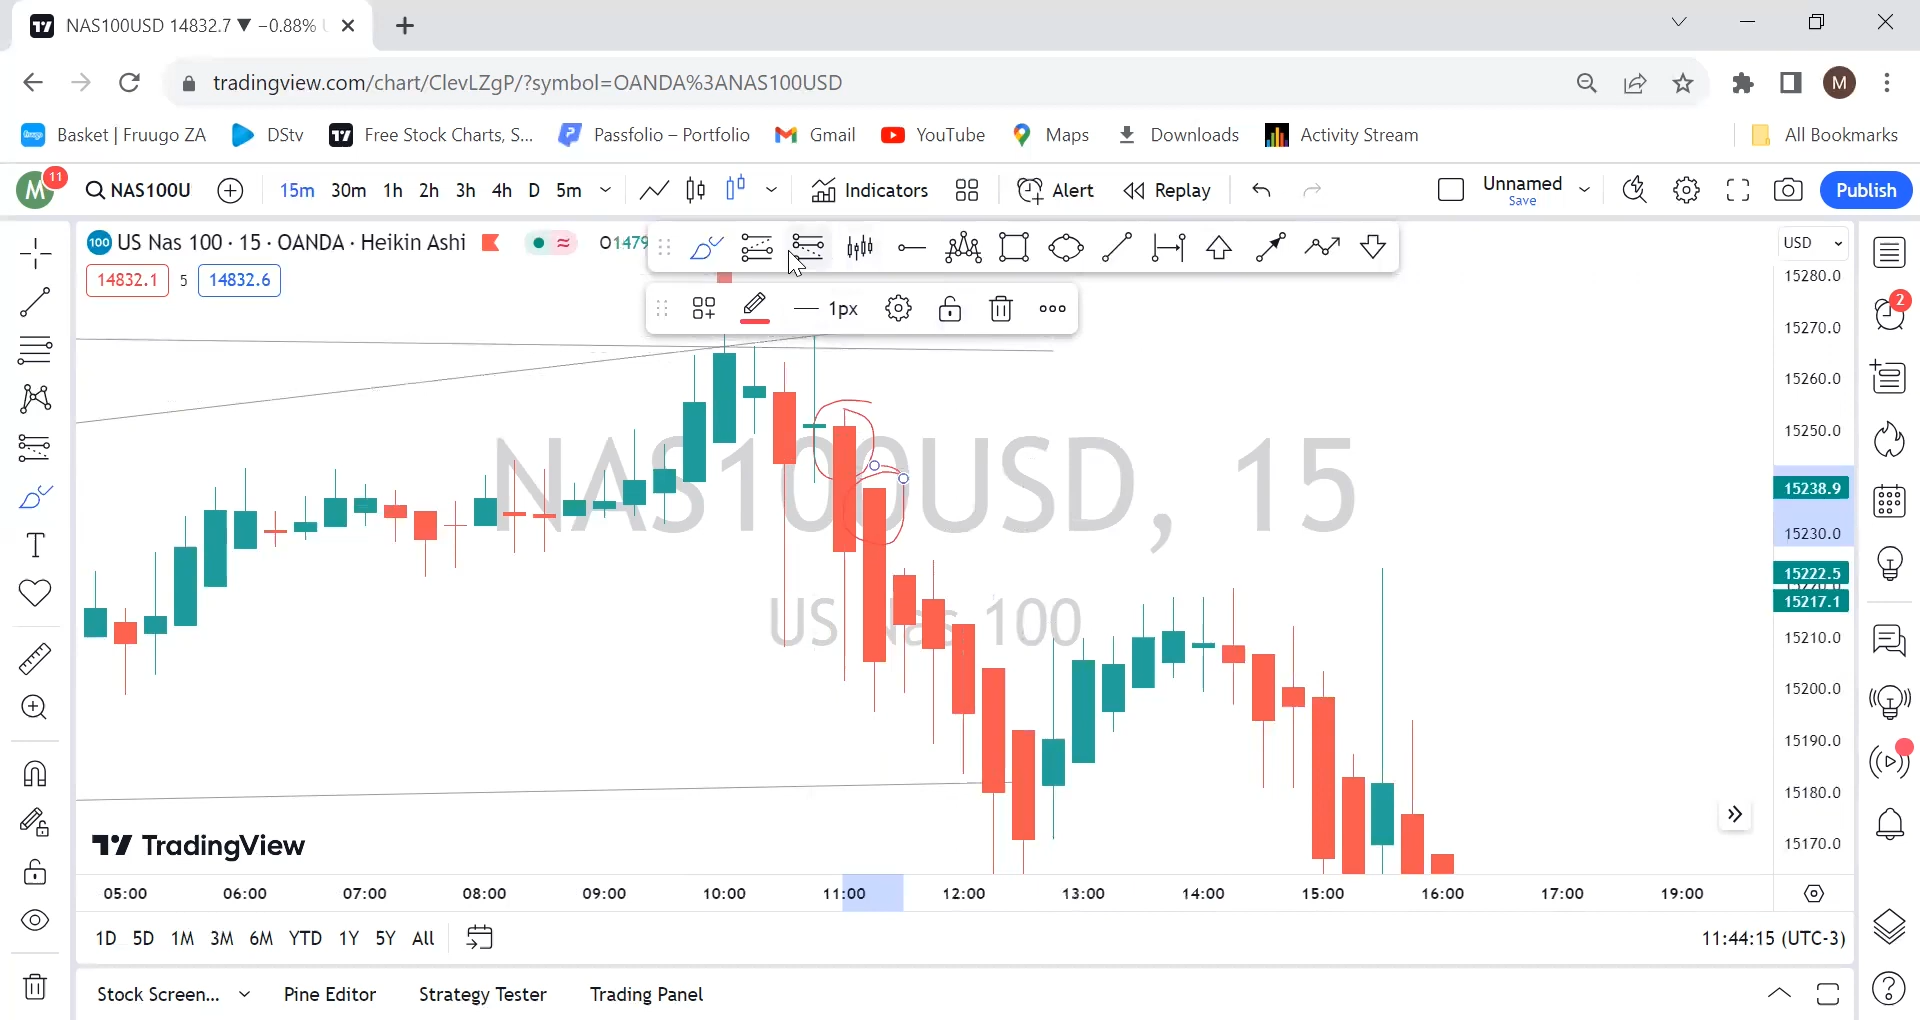 NAS100USD 14832.7 ▼ −0.88%
tradingview.com/chart/ClevLZgP/?symbol=OANDA%3ANAS100USD
M
Basket | Fruugo ZA
DStv
Free Stock Charts, S...
Passfolio – Portfolio
Gmail
YouTube
Maps
Downloads
Activity Stream
All Bookmarks
M 11
NAS100U
15m 30m 1h 2h 3h 4h D 5m
Indicators
Alert
Replay
Unnamed
Save
Publish
100 US Nas 100 · 15 · OANDA · Heikin Ashi
O1479
USD
14832.1 5 14832.6
1px
15280.0
15270.0
15260.0
15250.0
15238.9
15230.0
15222.5
15217.1
15210.0
15200.0
15190.0
15180.0
15170.0
2
NAS100USD, 15
US Nas 100
TradingView
05:00 06:00 07:00 08:00 09:00 10:00 11:00 12:00 13:00 14:00 15:00 16:00 17:00 19:00
1D 5D 1M 3M 6M YTD 1Y 5Y All
11:44:15 (UTC-3)
Stock Screen... Pine Editor Strategy Tester Trading Panel